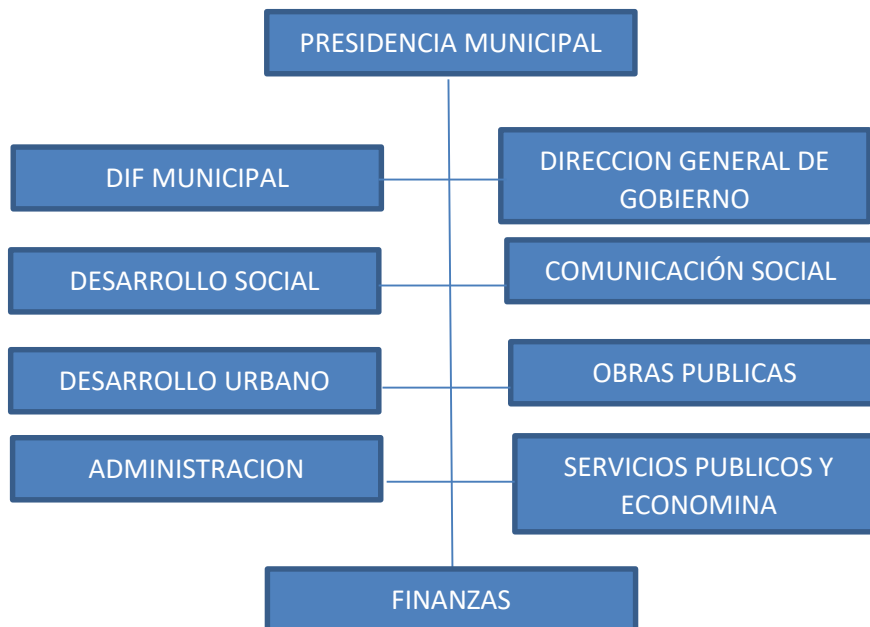 PRESIDENCIA MUNICIPAL
DIF MUNICIPAL
DIRECCION GENERAL DE
GOBIERNO
DESARROLLO SOCIAL
COMUNICACIÓN SOCIAL
DESARROLLO URBANO
OBRAS PUBLICAS
ADMINISTRACION
SERVICIOS PUBLICOS Y
ECONOMINA
FINANZAS